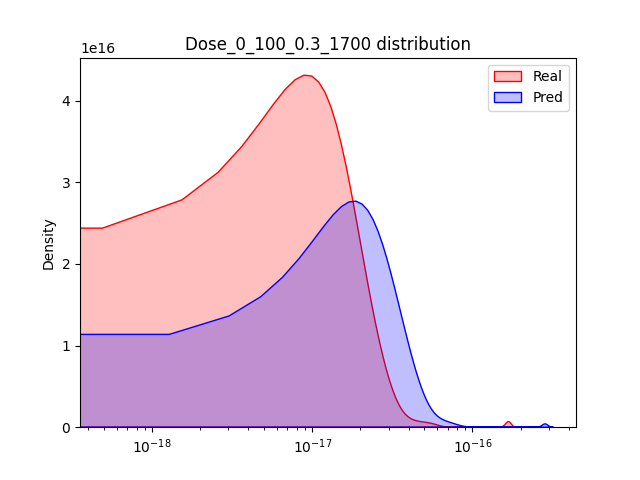 Dose_0_100_0.3_1700 distribution
1e16
Real
Pred
4
3
2
1
0
Density
10⁻¹⁸
10⁻¹⁷
10⁻¹⁶